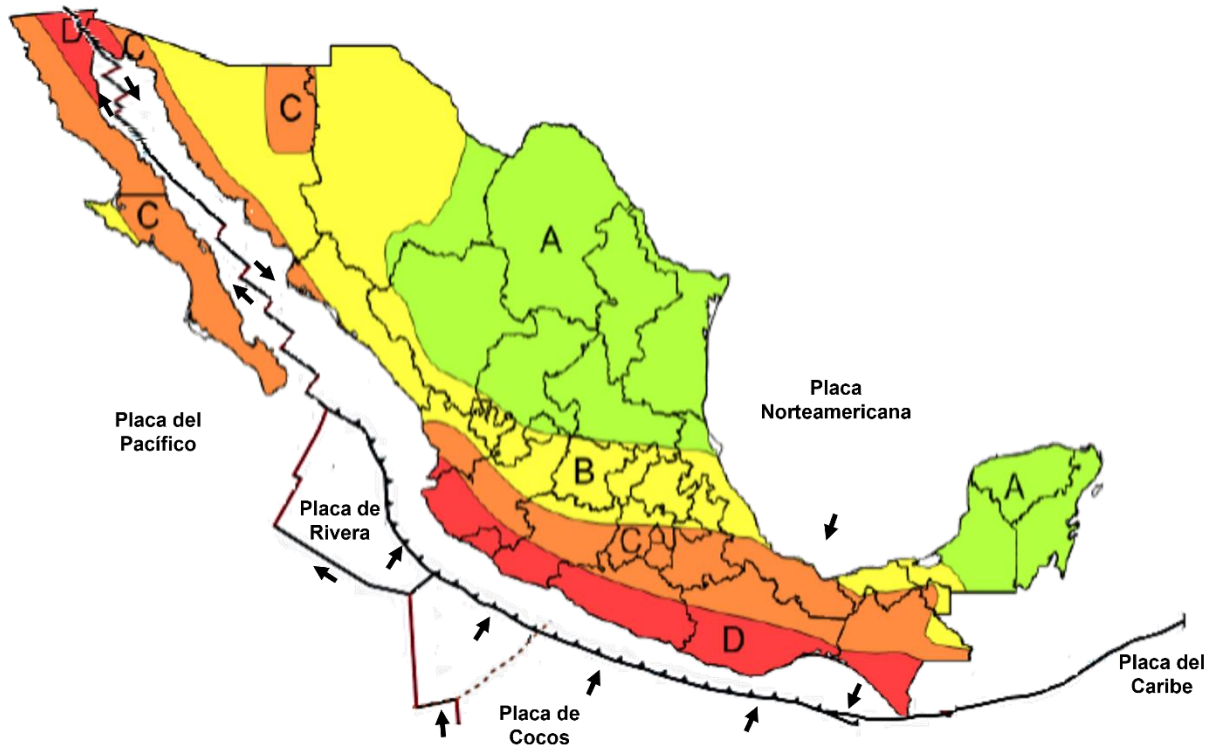 D
C
C
A
C
Placa
Norteamericana
Placa del
Pacífico
B
A
Placa de
Rivera
C
D
Placa del
Caribe
Placa de
Cocos